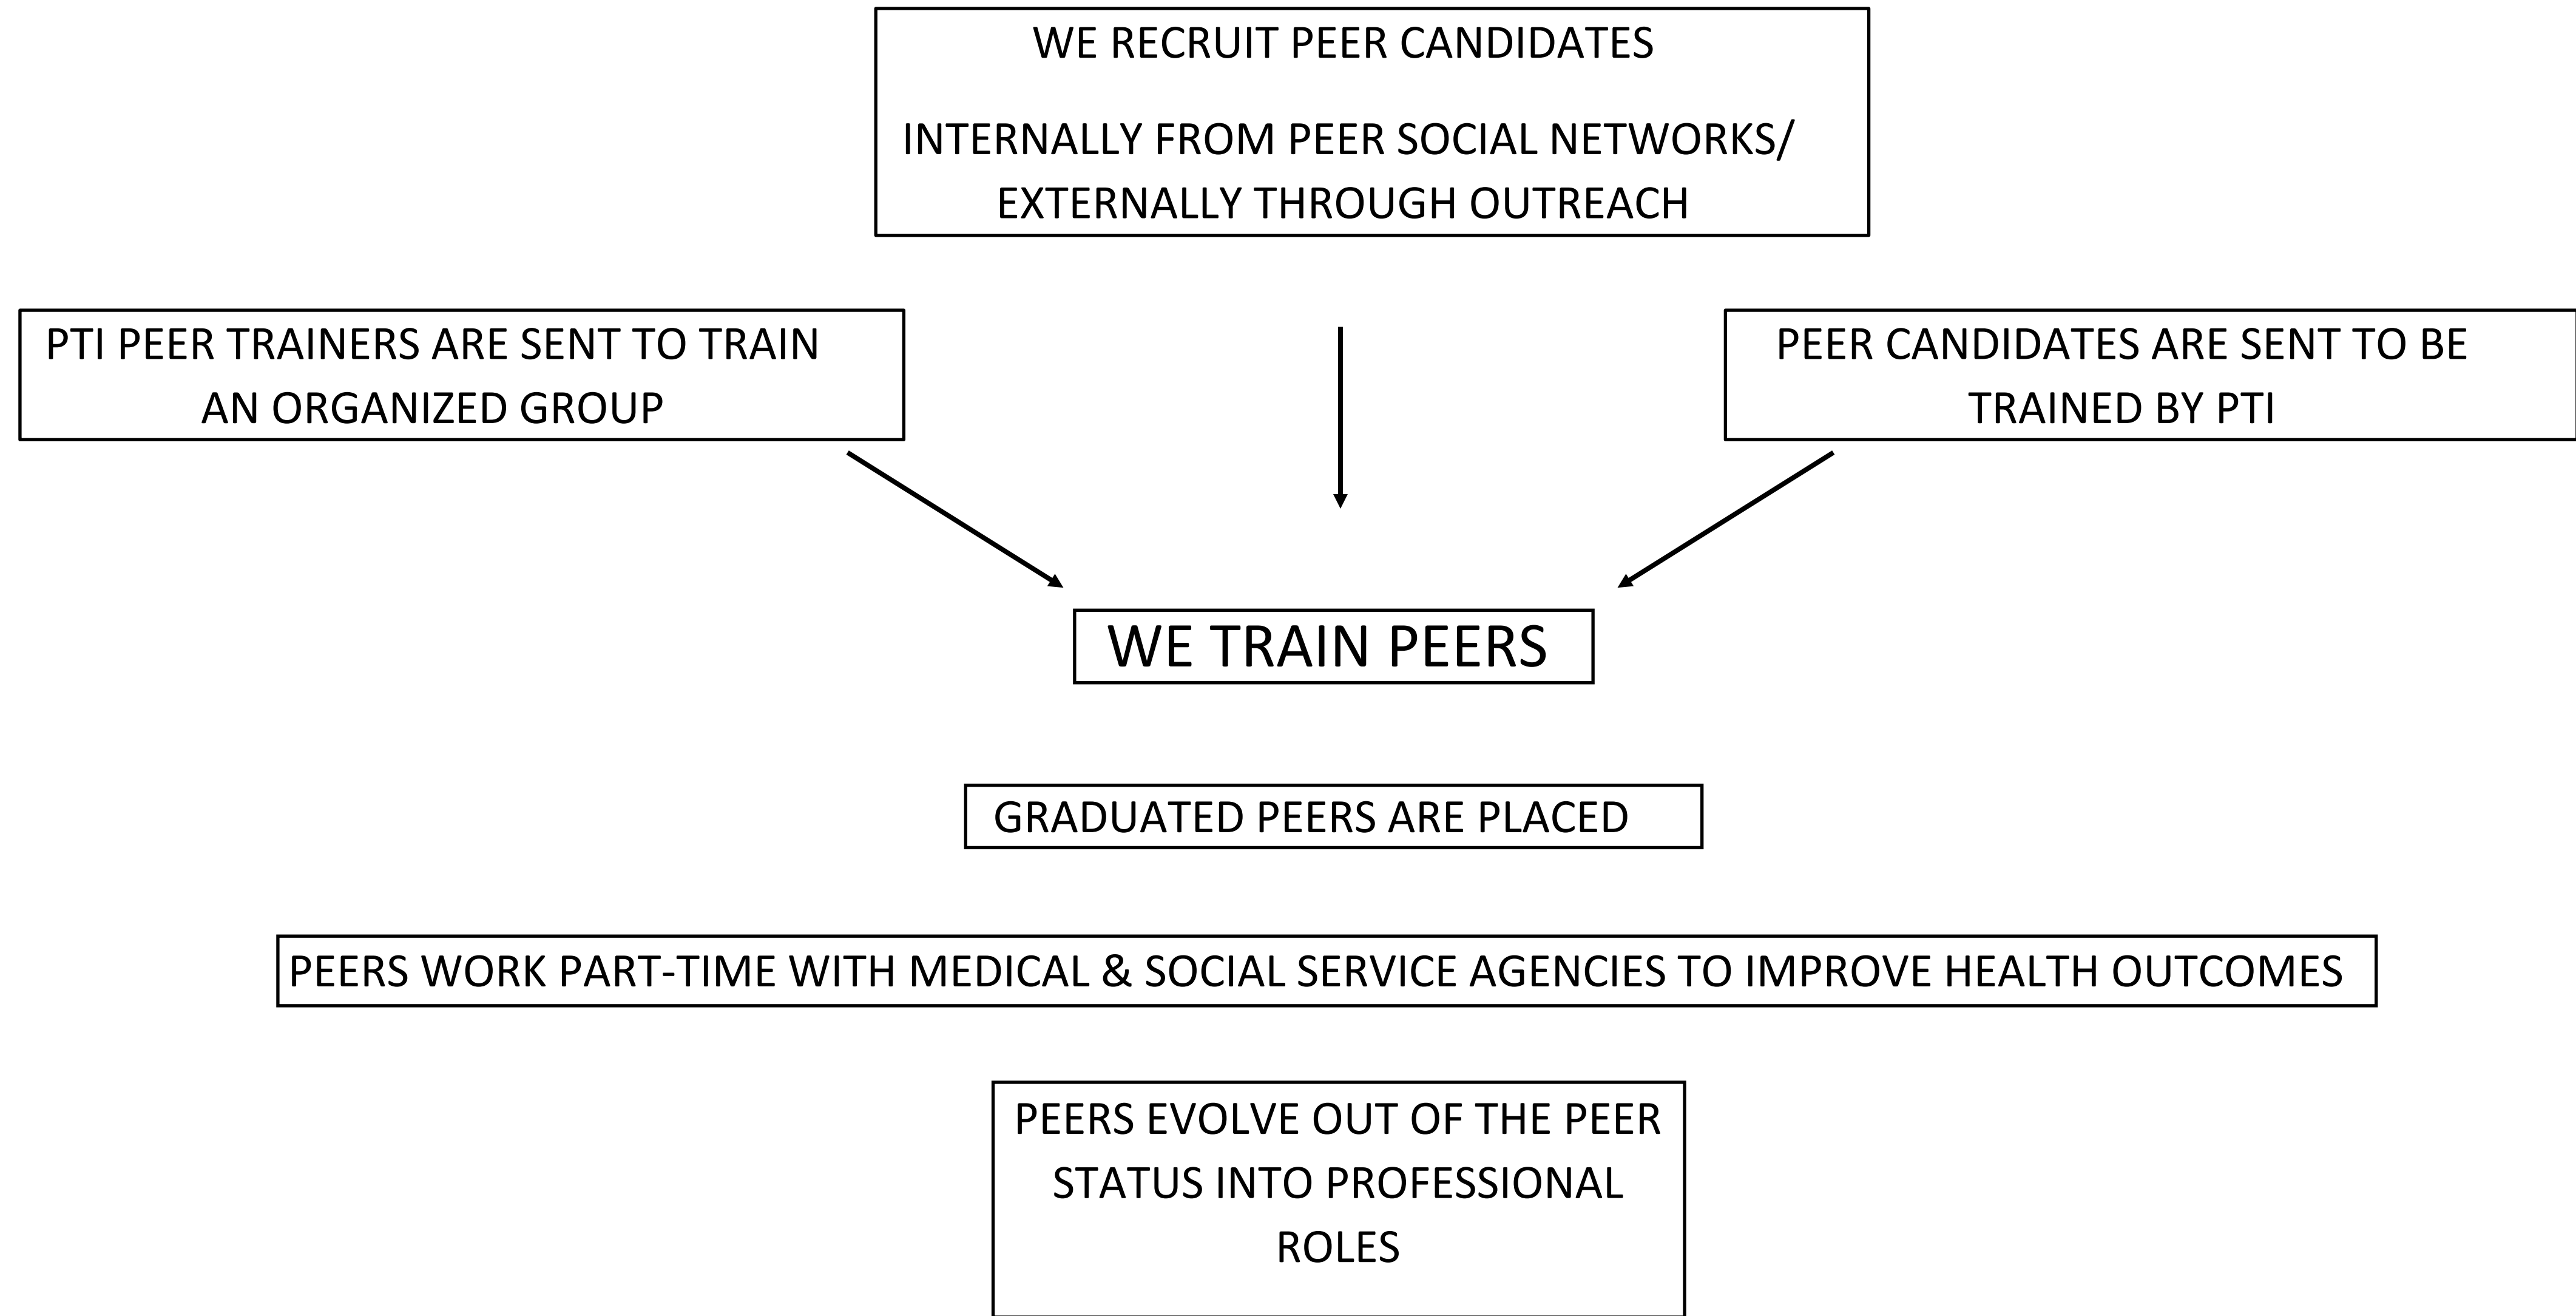 WE RECRUIT PEER CANDIDATES
INTERNALLY FROM PEER SOCIAL NETWORKS/
EXTERNALLY THROUGH OUTREACH
PTI PEER TRAINERS ARE SENT TO TRAIN
AN ORGANIZED GROUP
PEER CANDIDATES ARE SENT TO BE
TRAINED BY PTI
WE TRAIN PEERS
GRADUATED PEERS ARE PLACED
PEERS WORK PART-TIME WITH MEDICAL & SOCIAL SERVICE AGENCIES TO IMPROVE HEALTH OUTCOMES
PEERS EVOLVE OUT OF THE PEER
STATUS INTO PROFESSIONAL
ROLES